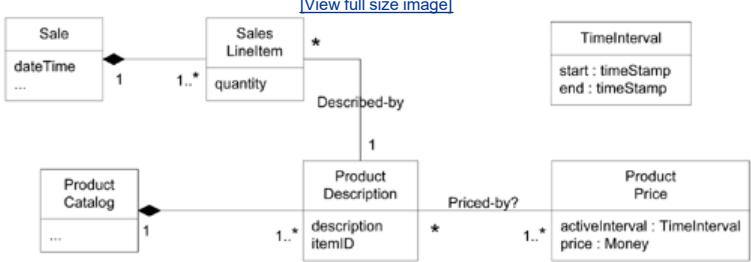 [View full size image]
Sale
dateTime
...
1
1..*
Sales
LineItem
quantity
*
Described-by
1
TimeInterval
start : timeStamp
end : timeStamp
Product
Catalog
...
1
1..*
Product
Description
description
itemID
*
Priced-by?
1..*
Product
Price
activeInterval : TimeInterval
price : Money